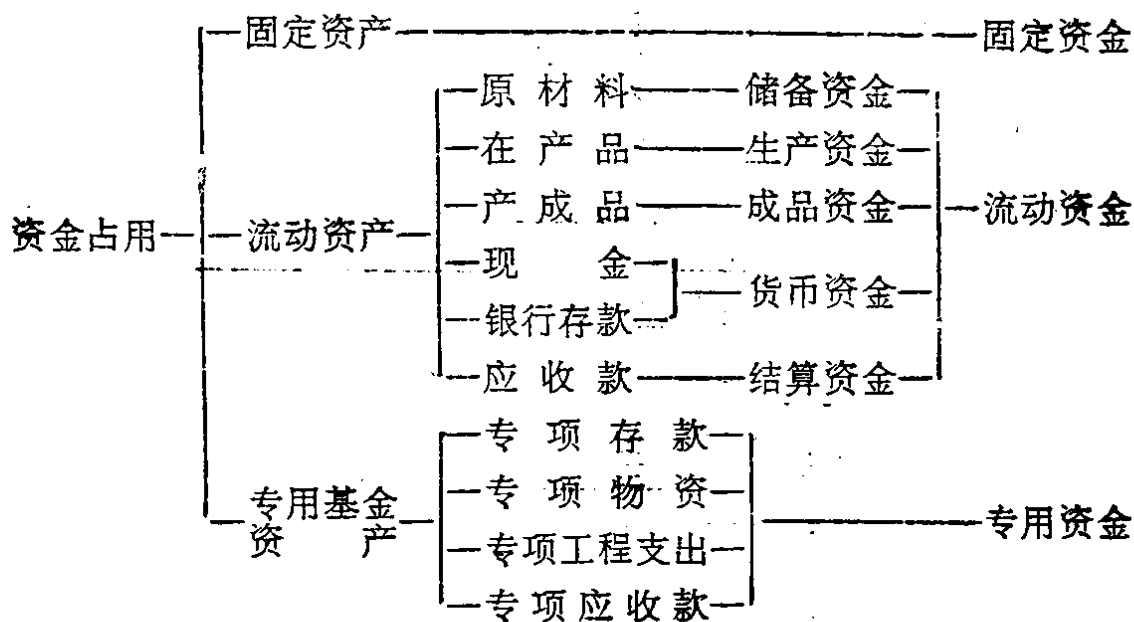 固定资产 固定资金
原材料 储备资金
在产品 生产资金
产成品 成品资金
资金占用 流动资产 流动资金
现金
货币资金
银行存款
应收款 结算资金
专项存款
专项物资
专用基金
资产
专用资金
专项工程支出
专项应收款